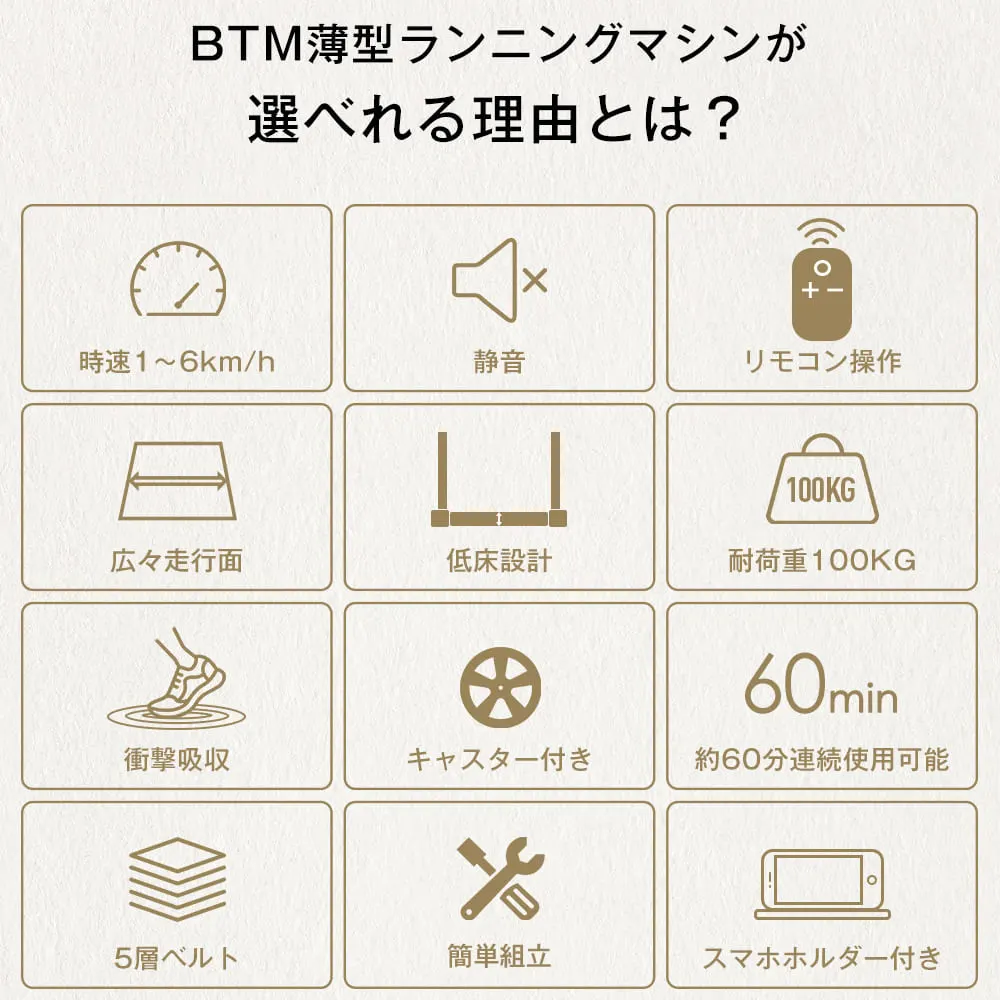 BTM薄型ランニングマシンが
選べれる理由とは？
時速1～6km/h
静音
リモコン操作
広々走行面
低床設計
100KG
耐荷重100KG
衝撃吸収
キャスター付き
60min
約60分連続使用可能
5層ベルト
簡単組立
スマホホルダー付き